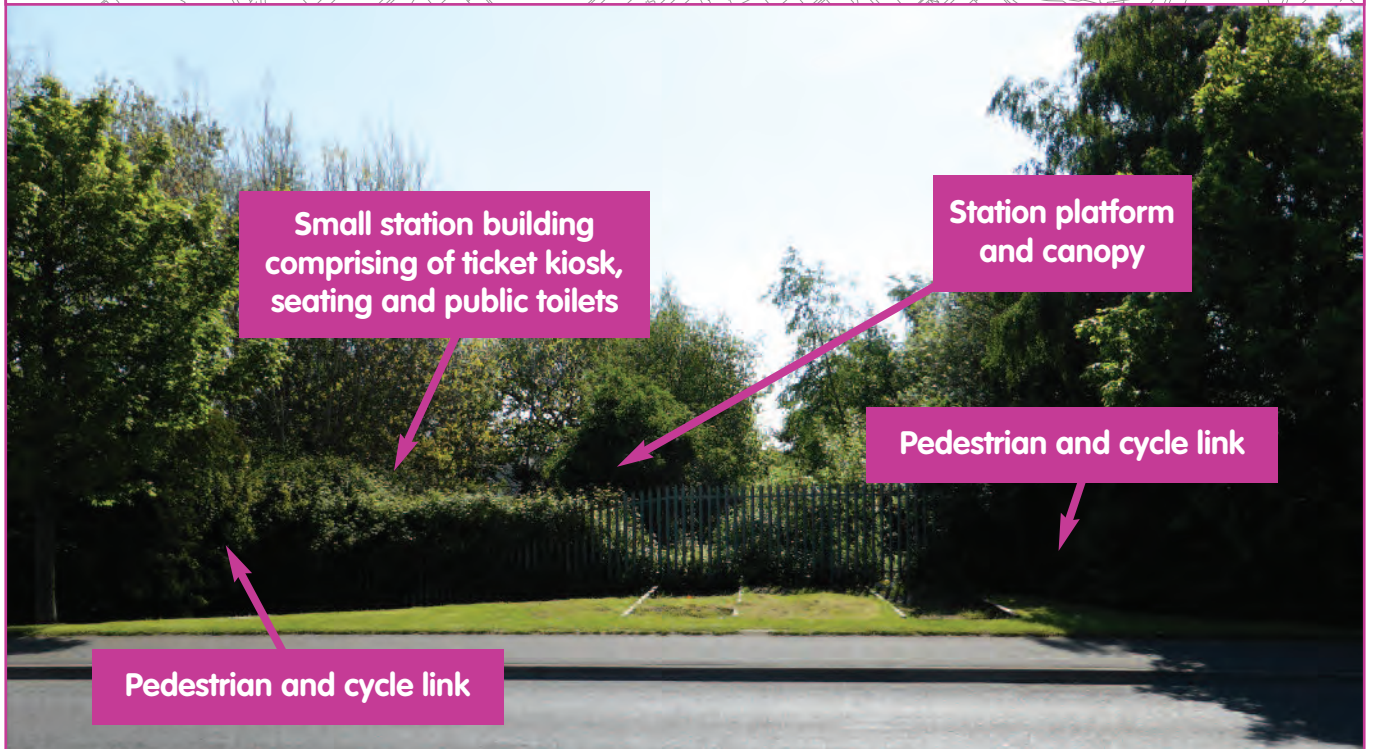 Small station building
comprising of ticket kiosk,
seating and public toilets
Station platform
and canopy
Pedestrian and cycle link
Pedestrian and cycle link